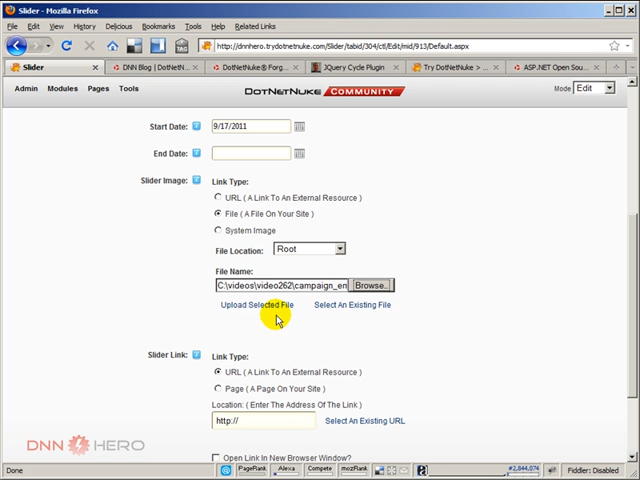 Slider - Mozilla Firefox
File Edit View History Delicious Bookmarks Tools Help Related Links
http://dnnhero.trydotnetnuke.com/Slider/tabid/304/ctl/Edit/mid/913/Default.aspx
Slider DNN Blog | DotNetN... DotNetNuke® Forg... JQuery Cycle Plugin Try DotNetNuke > ... ASP.NET Open Sou...
Admin Modules Pages Tools DOTNETNUKE COMMUNITY Mode Edit
Start Date: 9/17/2011
End Date:
Slider Image: Link Type:
URL ( A Link To An External Resource )
File ( A File On Your Site )
System Image
File Location: Root
File Name:
C:\videos\video262\campaign_en Browse..
Upload Selected File Select An Existing File
Slider Link: Link Type:
URL ( A Link To An External Resource )
Page ( A Page On Your Site )
Location: ( Enter The Address Of The Link )
http:// Select An Existing URL
DNN HERO
Open Link In New Browser Window?
Done PageRank Alexa Compete mozRank #2,844,074 Fiddler: Disabled